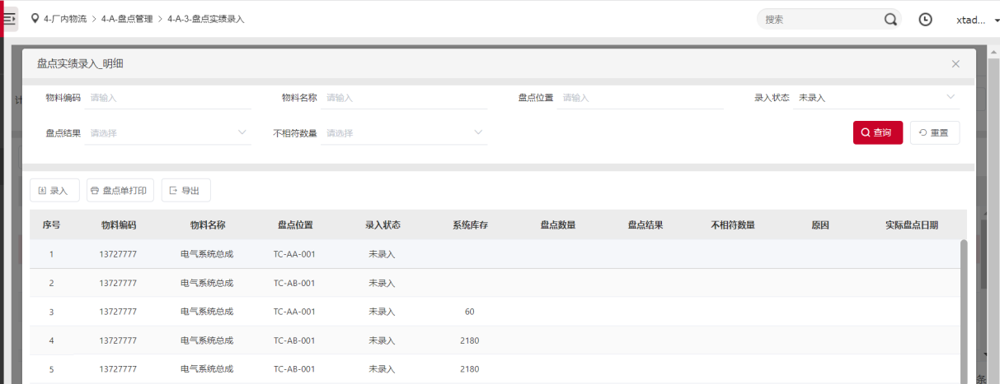 4-厂内物流 > 4-A-盘点管理 > 4-A-3-盘点实绩录入 搜索 xtad...
盘点实绩录入_明细
计
物料编码 请输入 物料名称 请输入 盘点位置 请输入 录入状态 未录入
盘点结果 请选择 不相符数量 请选择 查询 重置
录入 盘点单打印 导出
序号 物料编码 物料名称 盘点位置 录入状态 系统库存 盘点数量 盘点结果 不相符数量 原因 实际盘点日期
1 13727777 电气系统总成 TC-AA-001 未录入
2 13727777 电气系统总成 TC-AB-001 未录入
3 13727777 电气系统总成 TC-AA-001 未录入 60
4 13727777 电气系统总成 TC-AB-001 未录入 2180
5 13727777 电气系统总成 TC-AB-001 未录入 2180
条